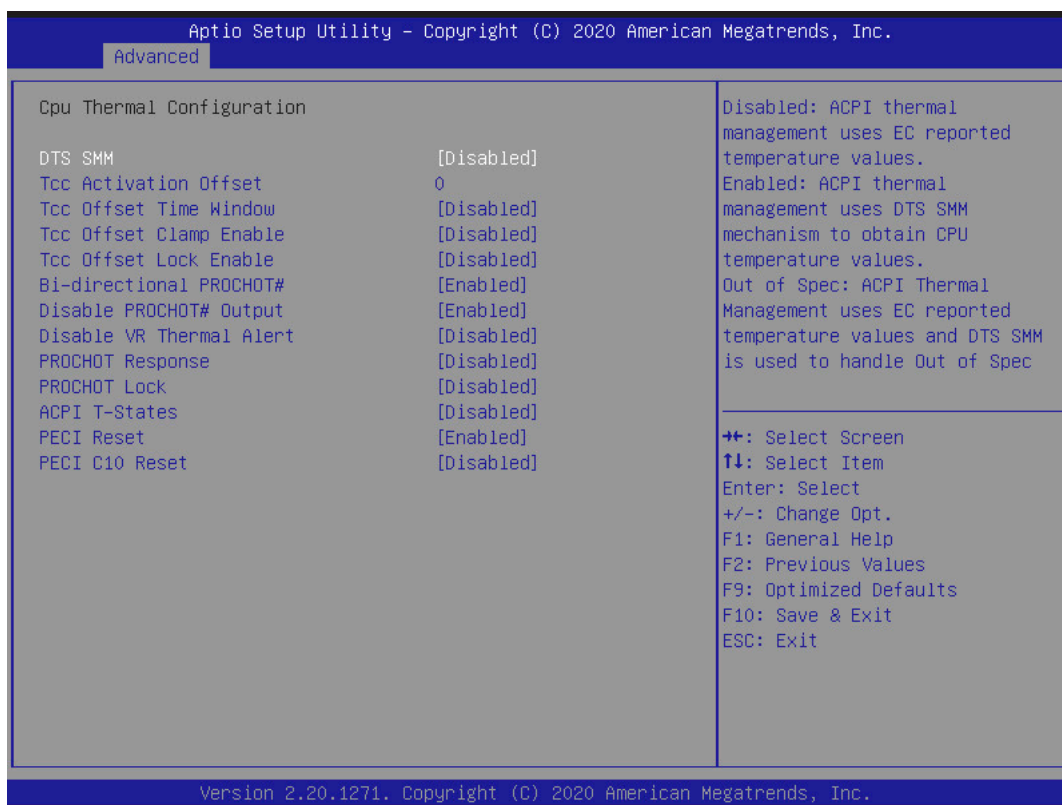 Aptio Setup Utility – Copyright (C) 2020 American Megatrends, Inc.
Advanced
Cpu Thermal Configuration
DTS SMM [Disabled]
Tcc Activation Offset 0
Tcc Offset Time Window [Disabled]
Tcc Offset Clamp Enable [Disabled]
Tcc Offset Lock Enable [Disabled]
Bi-directional PROCHOT# [Enabled]
Disable PROCHOT# Output [Enabled]
Disable VR Thermal Alert [Disabled]
PROCHOT Response [Disabled]
PROCHOT Lock [Disabled]
ACPI T-States [Disabled]
PECI Reset [Enabled]
PECI C10 Reset [Disabled]
Disabled: ACPI thermal
management uses EC reported
temperature values.
Enabled: ACPI thermal
management uses DTS SMM
mechanism to obtain CPU
temperature values.
Out of Spec: ACPI Thermal
Management uses EC reported
temperature values and DTS SMM
is used to handle Out of Spec
→←: Select Screen
↑↓: Select Item
Enter: Select
+/-: Change Opt.
F1: General Help
F2: Previous Values
F9: Optimized Defaults
F10: Save & Exit
ESC: Exit
Version 2.20.1271. Copyright (C) 2020 American Megatrends, Inc.